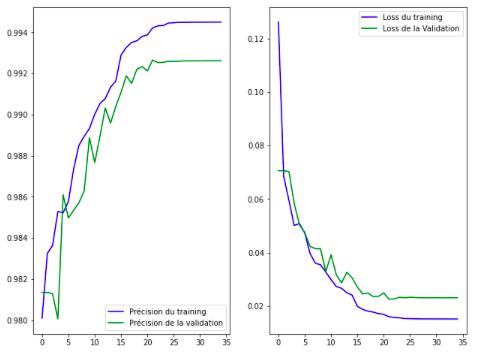 0.994
0.992
0.990
0.988
0.986
0.984
0.982
0.980
0 5 10 15 20 25 30 35
Précision du training
Précision de la validation
0.12
0.10
0.08
0.06
0.04
0.02
0 5 10 15 20 25 30 35
Loss du training
Loss de la Validation